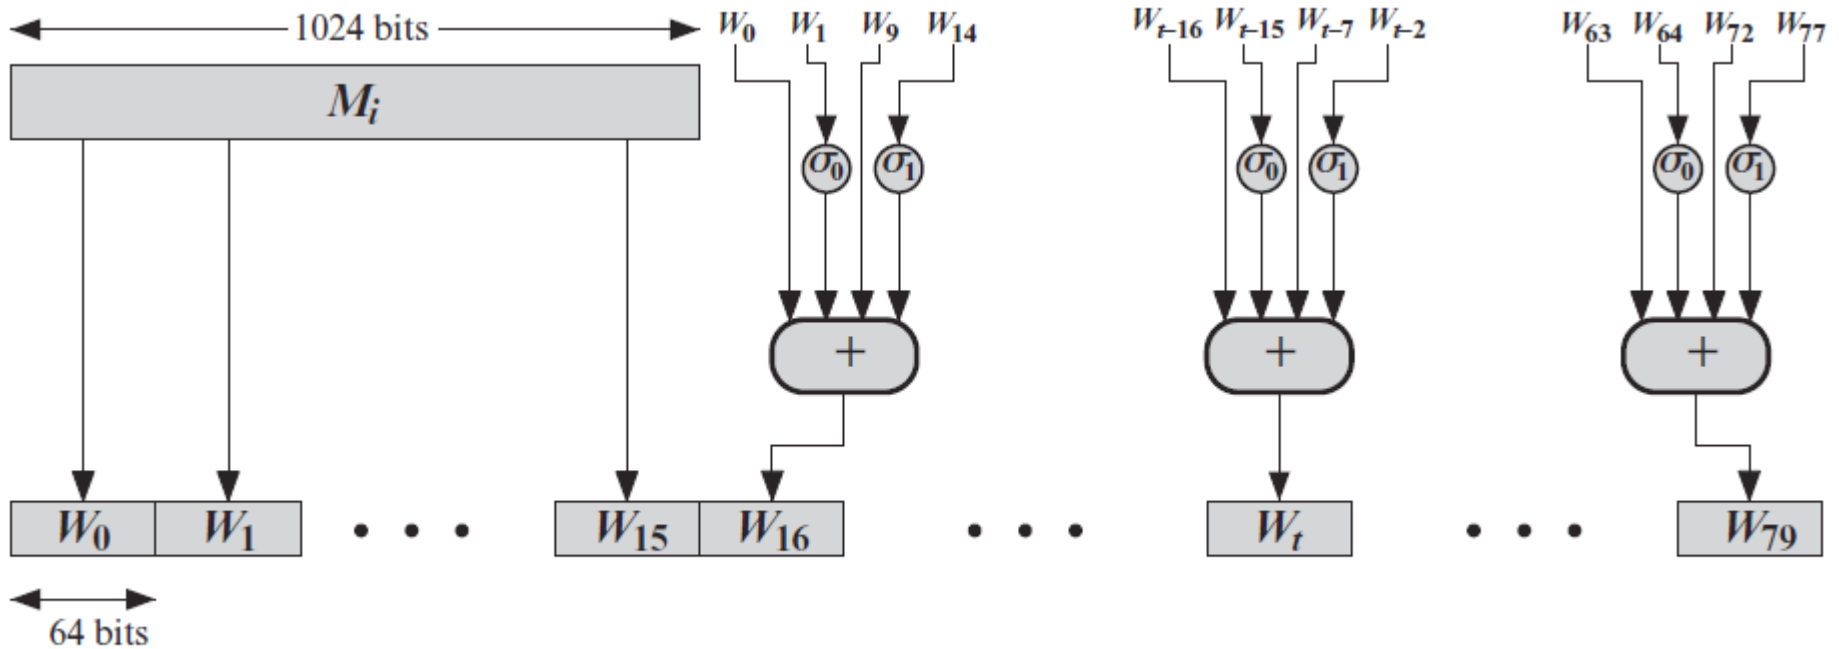 1024 bits W₀ W₁ W₉ W₁₄ Wₜ₋₁₆ Wₜ₋₁₅ Wₜ₋₇ Wₜ₋₂ W₆₃ W₆₄ W₇₂ W₇₇
Mᵢ
σ₀ σ₁ σ₀ σ₁ σ₀ σ₁
+ + +
W₀ W₁ • • • W₁₅ W₁₆ • • • Wₜ • • • W₇₉
64 bits